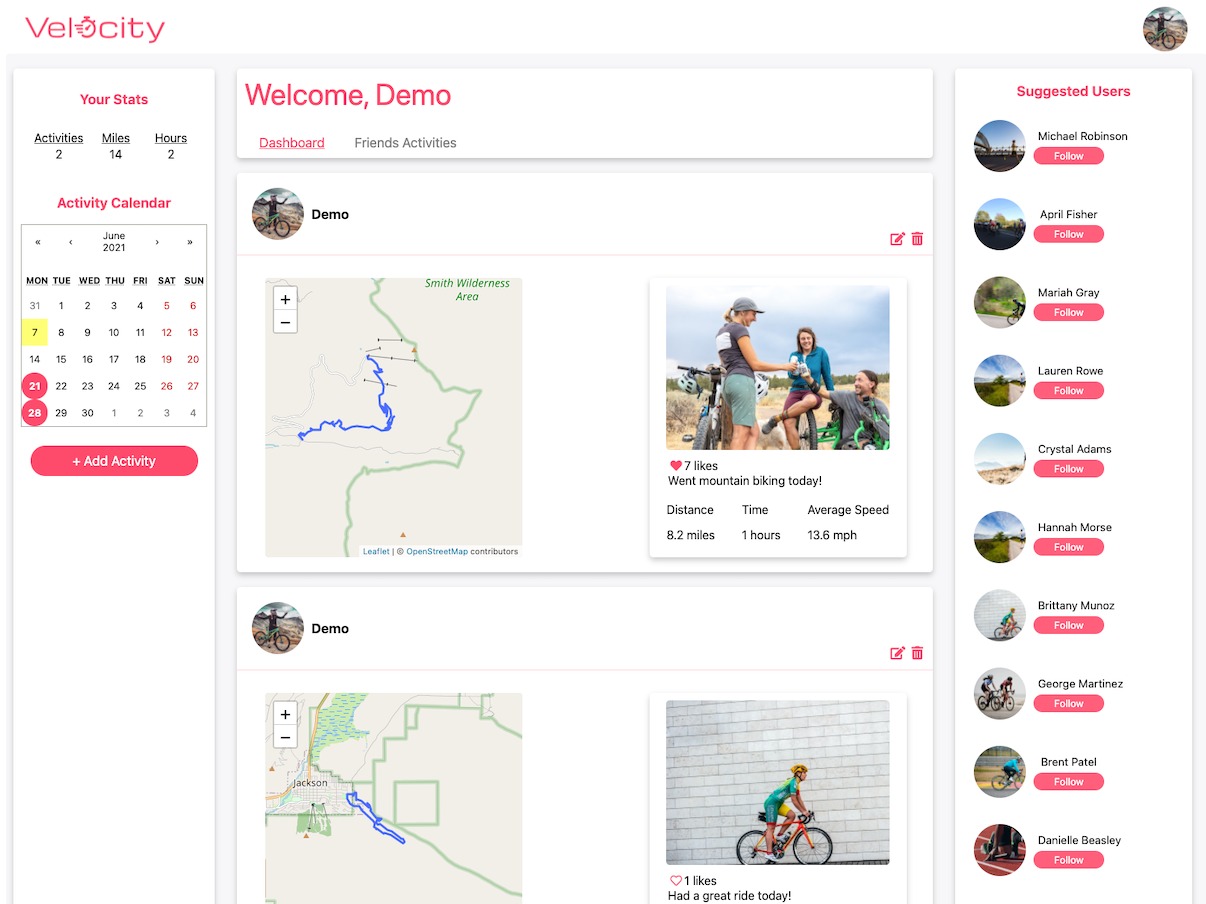 Velocity
Your Stats
Activities Miles Hours
2 14 2
Activity Calendar
« ‹ June 2021 › »
MON TUE WED THU FRI SAT SUN
31 1 2 3 4 5 6
7 8 9 10 11 12 13
14 15 16 17 18 19 20
21 22 23 24 25 26 27
28 29 30 1 2 3 4
+ Add Activity
Welcome, Demo
Dashboard Friends Activities
Demo
+
−
Smith Wilderness
Area
Leaflet | © OpenStreetMap contributors
7 likes
Went mountain biking today!
Distance Time Average Speed
8.2 miles 1 hours 13.6 mph
Demo
+
−
Jackson
1 likes
Had a great ride today!
Suggested Users
Michael Robinson
Follow
April Fisher
Follow
Mariah Gray
Follow
Lauren Rowe
Follow
Crystal Adams
Follow
Hannah Morse
Follow
Brittany Munoz
Follow
George Martinez
Follow
Brent Patel
Follow
Danielle Beasley
Follow